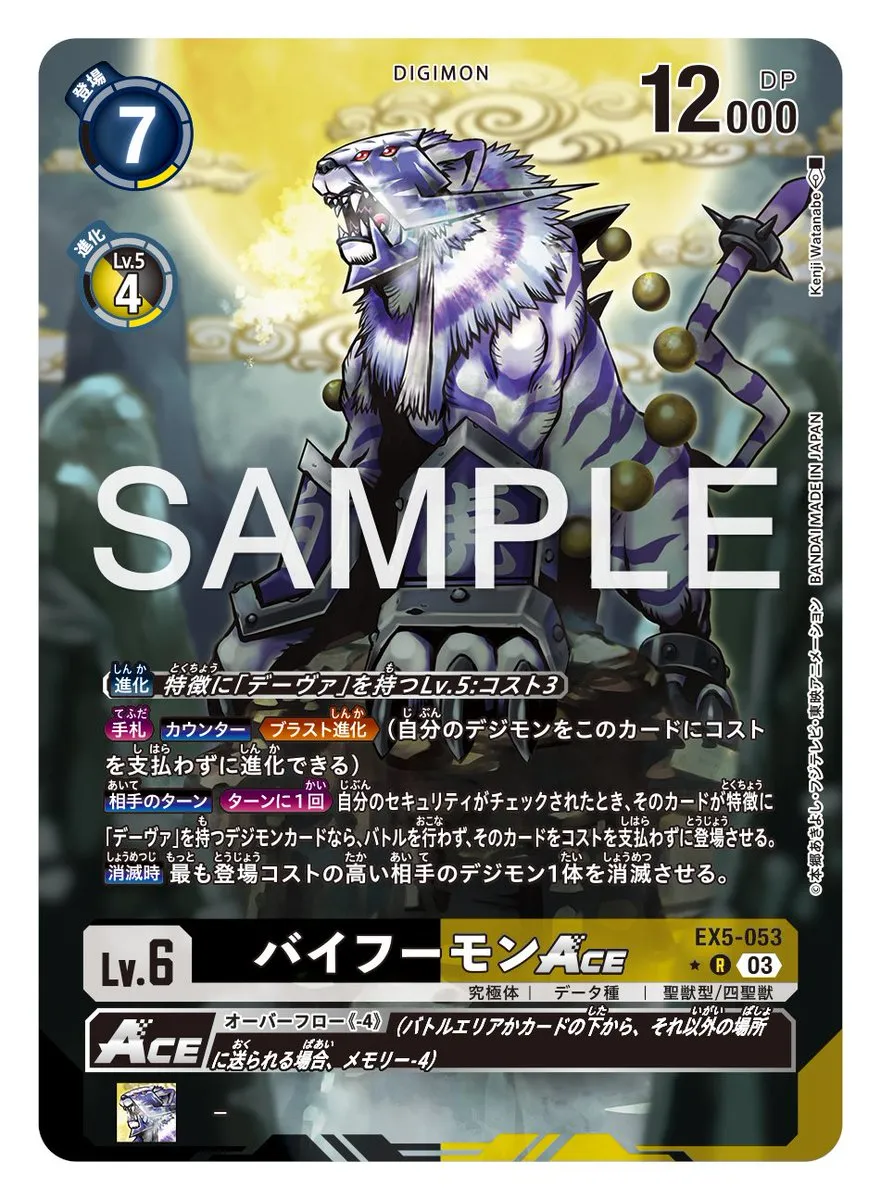 DIGIMON
登場
7
12000
DP
進化
Lv.5
4
Kenji Watanabe
SAMPLE
BANDAI MADE IN JAPAN
©本郷あきよし・フジテレビ・東映アニメーション
虎
進化 特徴に「デーヴァ」を持つLv.5:コスト3
手札 カウンター ブラスト進化 (自分のデジモンをこのカードにコスト
を支払わずに進化できる)
相手のターン ターンに1回 自分のセキュリティがチェックされたとき、そのカードが特徴に
「デーヴァ」を持つデジモンカードなら、バトルを行わず、そのカードをコストを支払わずに登場させる。
消滅時 最も登場コストの高い相手のデジモン1体を消滅させる。
Lv.6
バイフーモンACE
EX5-053
R 03
究極体 | データ種 | 聖獣型/四聖獣
ACE
オーバーフロー《-4》 (バトルエリアかカードの下から、それ以外の場所
に送られる場合、メモリー-4)
–